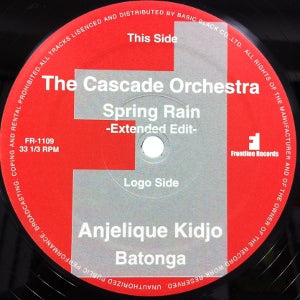 This Side
The Cascade Orchestra
Spring Rain
-Extended Edit-
FR-1109
33 1/3 RPM
Frontline Records
Logo Side
Anjelique Kidjo
Batonga
ALL RIGHTS OF THE MANUFACTURER AND OF THE OWNER OF THE RECORD WORK RESERVED. UNAUTHORIZED PUBLIC PERFORMANCE, BROADCASTING, COPING AND RENTAL PROHIBITED. ALL TRACKS LICENSED AND DISTRIBUTED BY BASIC BLACK CO. LTD.